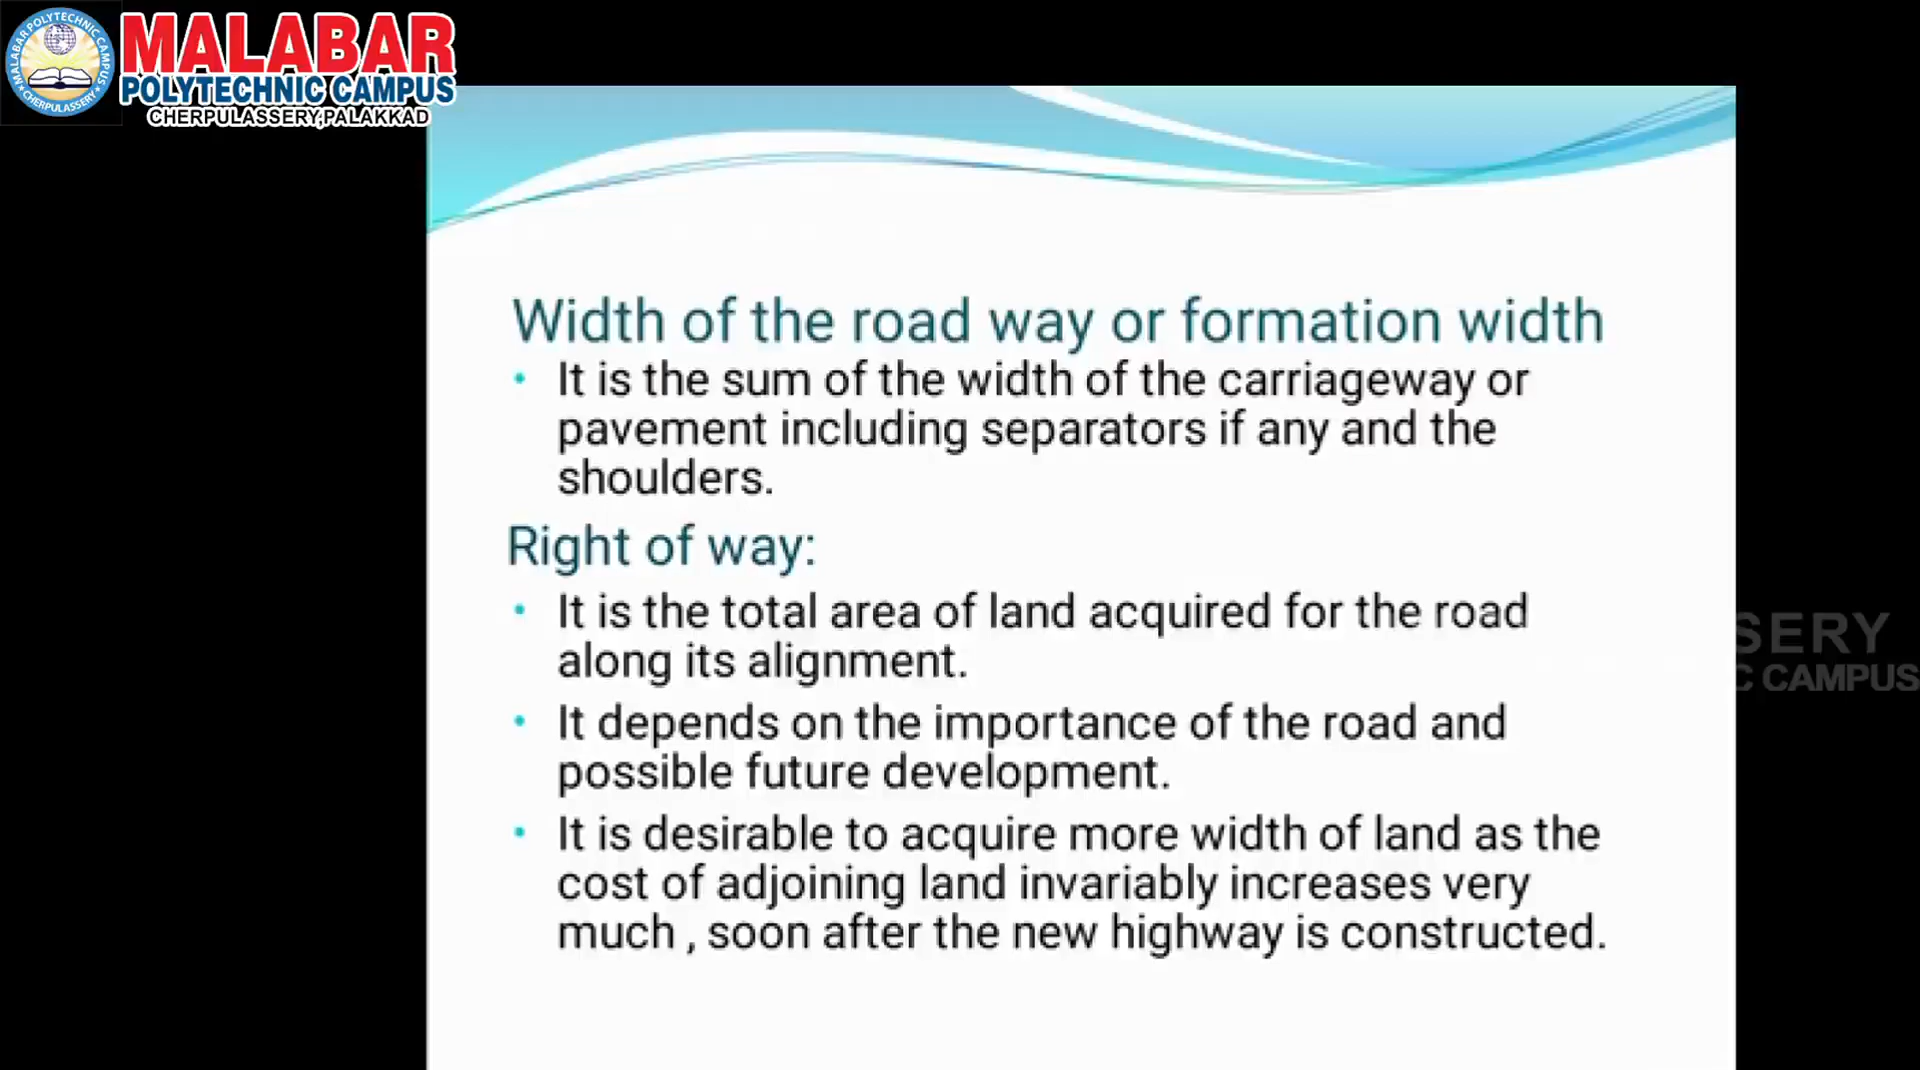 MALABAR POLYTECHNIC CAMPUS
CHERPULASSERY
MALABAR
POLYTECHNIC CAMPUS
CHERPULASSERY,PALAKKAD
Width of the road way or formation width
• It is the sum of the width of the carriageway or
pavement including separators if any and the
shoulders.
Right of way:
• It is the total area of land acquired for the road
along its alignment.
• It depends on the importance of the road and
possible future development.
• It is desirable to acquire more width of land as the
cost of adjoining land invariably increases very
much , soon after the new highway is constructed.
SERY
C CAMPUS